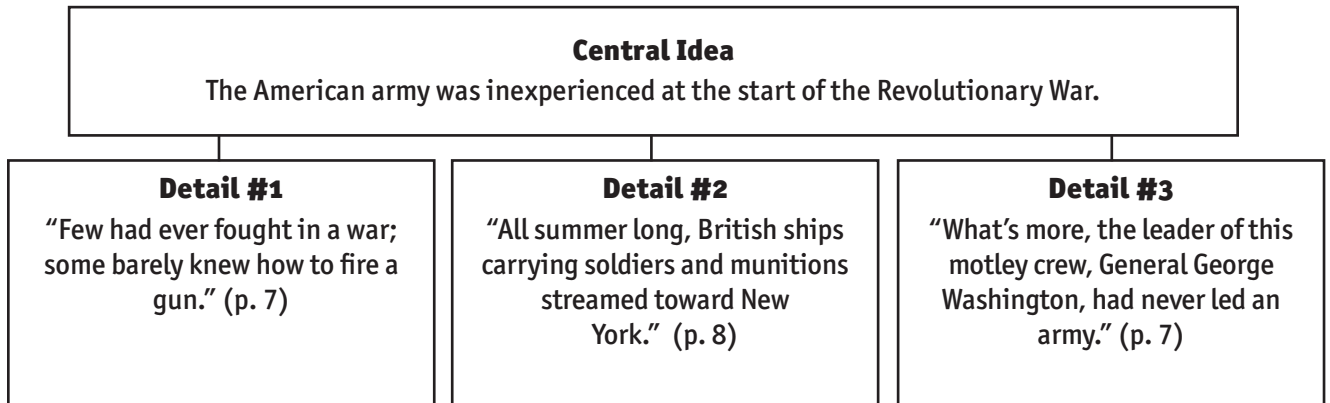 Central Idea
The American army was inexperienced at the start of the Revolutionary War.
Detail #1
“Few had ever fought in a war;
some barely knew how to fire a
gun.” (p. 7)
Detail #2
“All summer long, British ships
carrying soldiers and munitions
streamed toward New
York.” (p. 8)
Detail #3
“What’s more, the leader of this
motley crew, General George
Washington, had never led an
army.” (p. 7)